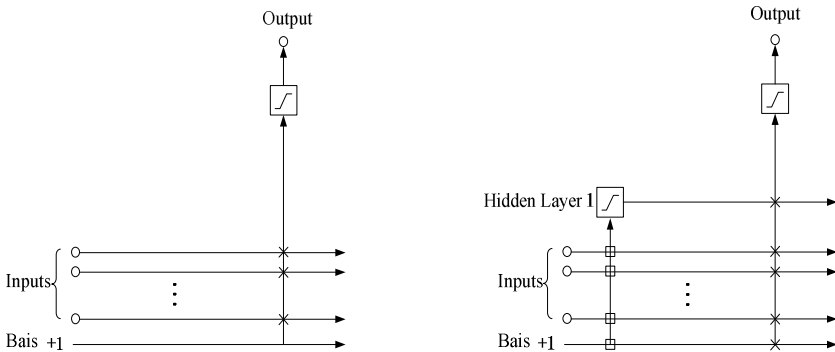 Output
Inputs
Bais +1
Output
Hidden Layer 1
Inputs
Bais +1